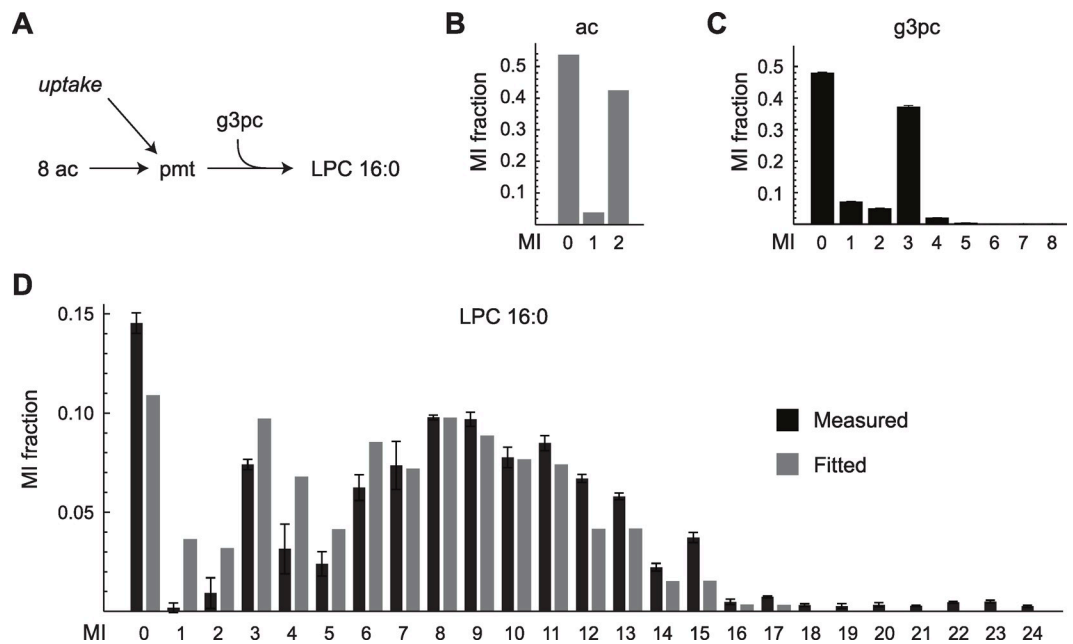 A
uptake
g3pc
8 ac
pmt
LPC 16:0
B
ac
MI fraction
0.5
0.4
0.3
0.2
0.1
MI 0 1 2
C
g3pc
MI fraction
0.5
0.4
0.3
0.2
0.1
MI 0 1 2 3 4 5 6 7 8
D
LPC 16:0
MI fraction
0.15
0.10
0.05
Measured
Fitted
MI 0 1 2 3 4 5 6 7 8 9 10 11 12 13 14 15 16 17 18 19 20 21 22 23 24